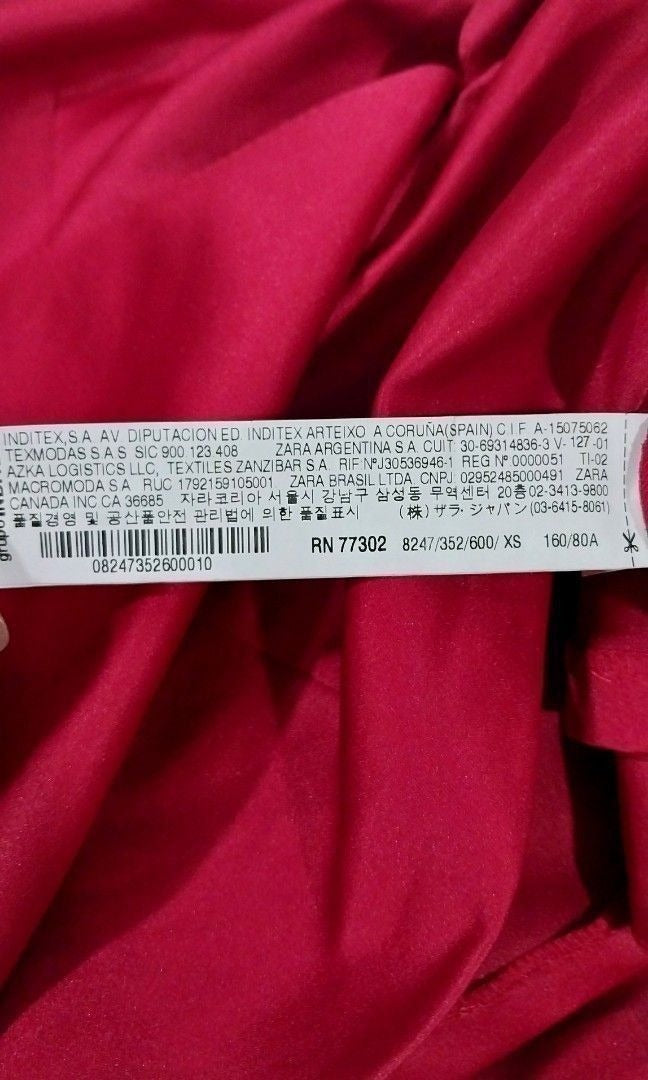 INDITEX,S.A. AV. DIPUTACION ED. INDITEX ARTEIXO A CORUÑA(SPAIN) C.I.F. A-15075062
TEXMODAS S.A.S. SIC 900 123 408 ZARA ARGENTINA S.A. CUIT: 30-69314836-3 V-127 -01
AZKA LOGISTICS LLC, TEXTILES ZANZIBAR S.A. RIF:NºJ30536946-1 REG Nº 0000051 TI-02
MACROMODA S.A. RUC 1792159105001 ZARA BRASIL LTDA. CNPJ: 02952485000491 ZARA
CANADA INC CA 36685 자라코리아 서울시 강남구 삼성동 무역센터 20층 02-3413-9800
품질경영 및 공산품안전 관리법에 의한 품질표시 (株) ザラ・ジャパン (03-6415-8061)
RN 77302 8247/352/600/ XS 160/80A
08247352600010